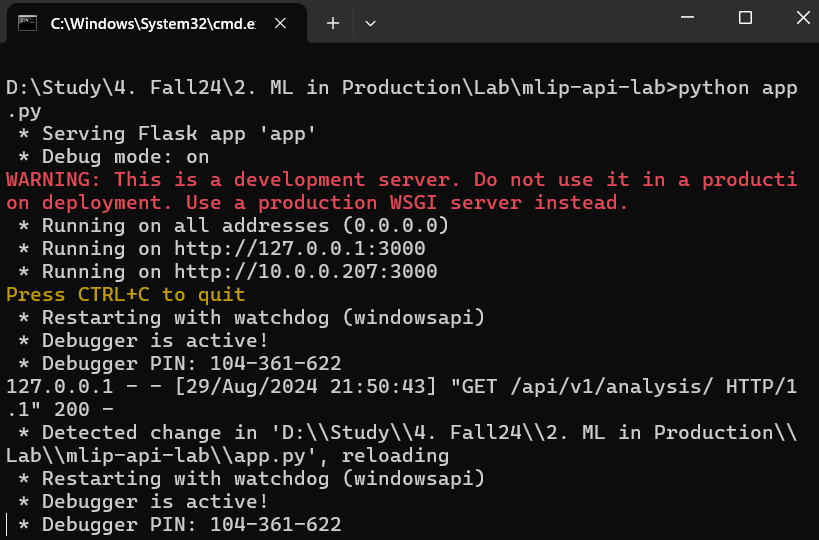 C:\Windows\System32\cmd.e
D:\Study\4. Fall24\2. ML in Production\Lab\mlip-api-lab>python app
.py
 * Serving Flask app 'app'
 * Debug mode: on
WARNING: This is a development server. Do not use it in a producti
on deployment. Use a production WSGI server instead.
 * Running on all addresses (0.0.0.0)
 * Running on http://127.0.0.1:3000
 * Running on http://10.0.0.207:3000
Press CTRL+C to quit
 * Restarting with watchdog (windowsapi)
 * Debugger is active!
 * Debugger PIN: 104-361-622
127.0.0.1 - - [29/Aug/2024 21:50:43] "GET /api/v1/analysis/ HTTP/1
.1" 200 -
 * Detected change in 'D:\\Study\\4. Fall24\\2. ML in Production\\
Lab\\mlip-api-lab\\app.py', reloading
 * Restarting with watchdog (windowsapi)
 * Debugger is active!
 * Debugger PIN: 104-361-622